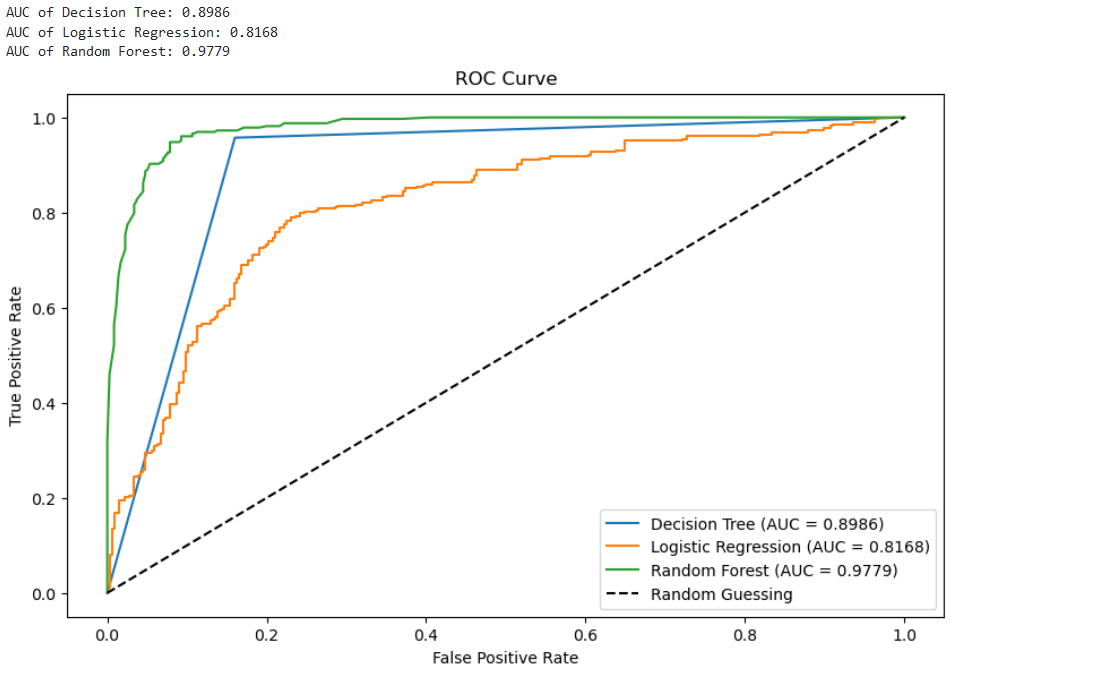 AUC of Decision Tree: 0.8986
AUC of Logistic Regression: 0.8168
AUC of Random Forest: 0.9779
ROC Curve
1.0
0.8
0.6
0.4
0.2
0.0
True Positive Rate
Decision Tree (AUC = 0.8986)
Logistic Regression (AUC = 0.8168)
Random Forest (AUC = 0.9779)
Random Guessing
0.0 0.2 0.4 0.6 0.8 1.0
False Positive Rate